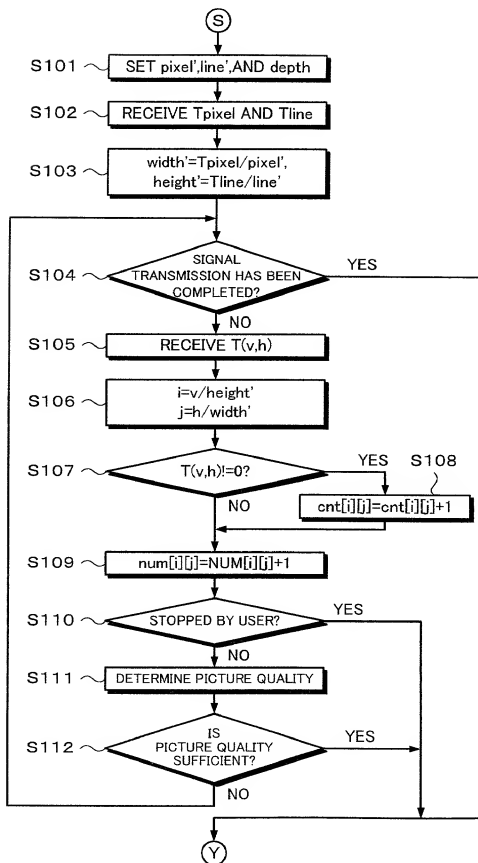 S
S101
SET pixel',line',AND depth
S102
RECEIVE Tpixel AND Tline
S103
width'=Tpixel/pixel',
height'=Tline/line'
S104
SIGNAL
TRANSMISSION HAS BEEN
COMPLETED?
YES
NO
S105
RECEIVE T(v,h)
S106
i=v/height'
j=h/width'
S107
T(v,h)!=0?
YES
S108
cnt[i][j]=cnt[i][j]+1
NO
S109
num[i][j]=NUM[i][j]+1
S110
STOPPED BY USER?
YES
NO
S111
DETERMINE PICTURE QUALITY
S112
IS
PICTURE QUALITY
SUFFICIENT?
YES
NO
Y